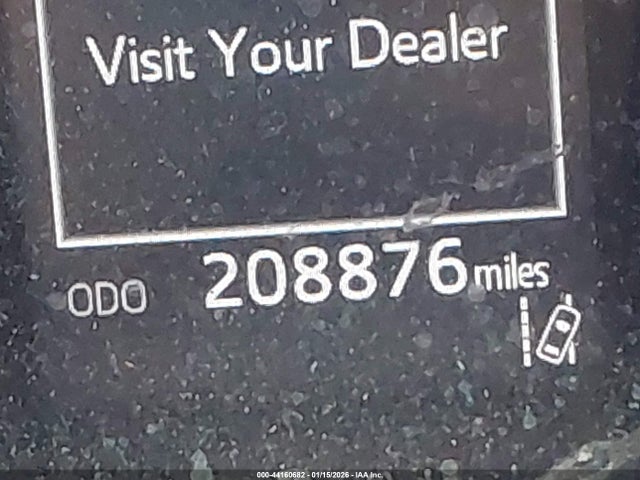 Visit Your Dealer
ODO 208876 miles
000-44160682 - 01/15/2026 - IAA Inc.